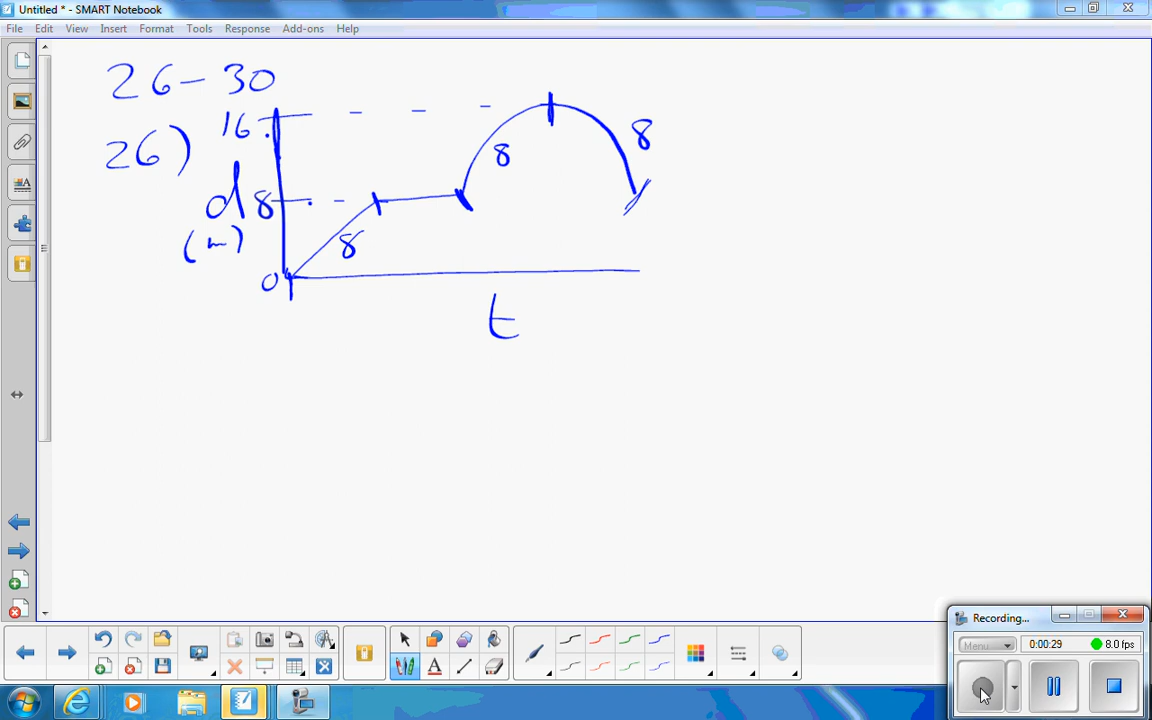 Untitled * - SMART Notebook
File Edit View Insert Format Tools Response Help Add-ons
26-30
16
26)
d 8
8
8
8
(m)
0
t
Recording...
Menu
0:00:29
8.0 fps
A